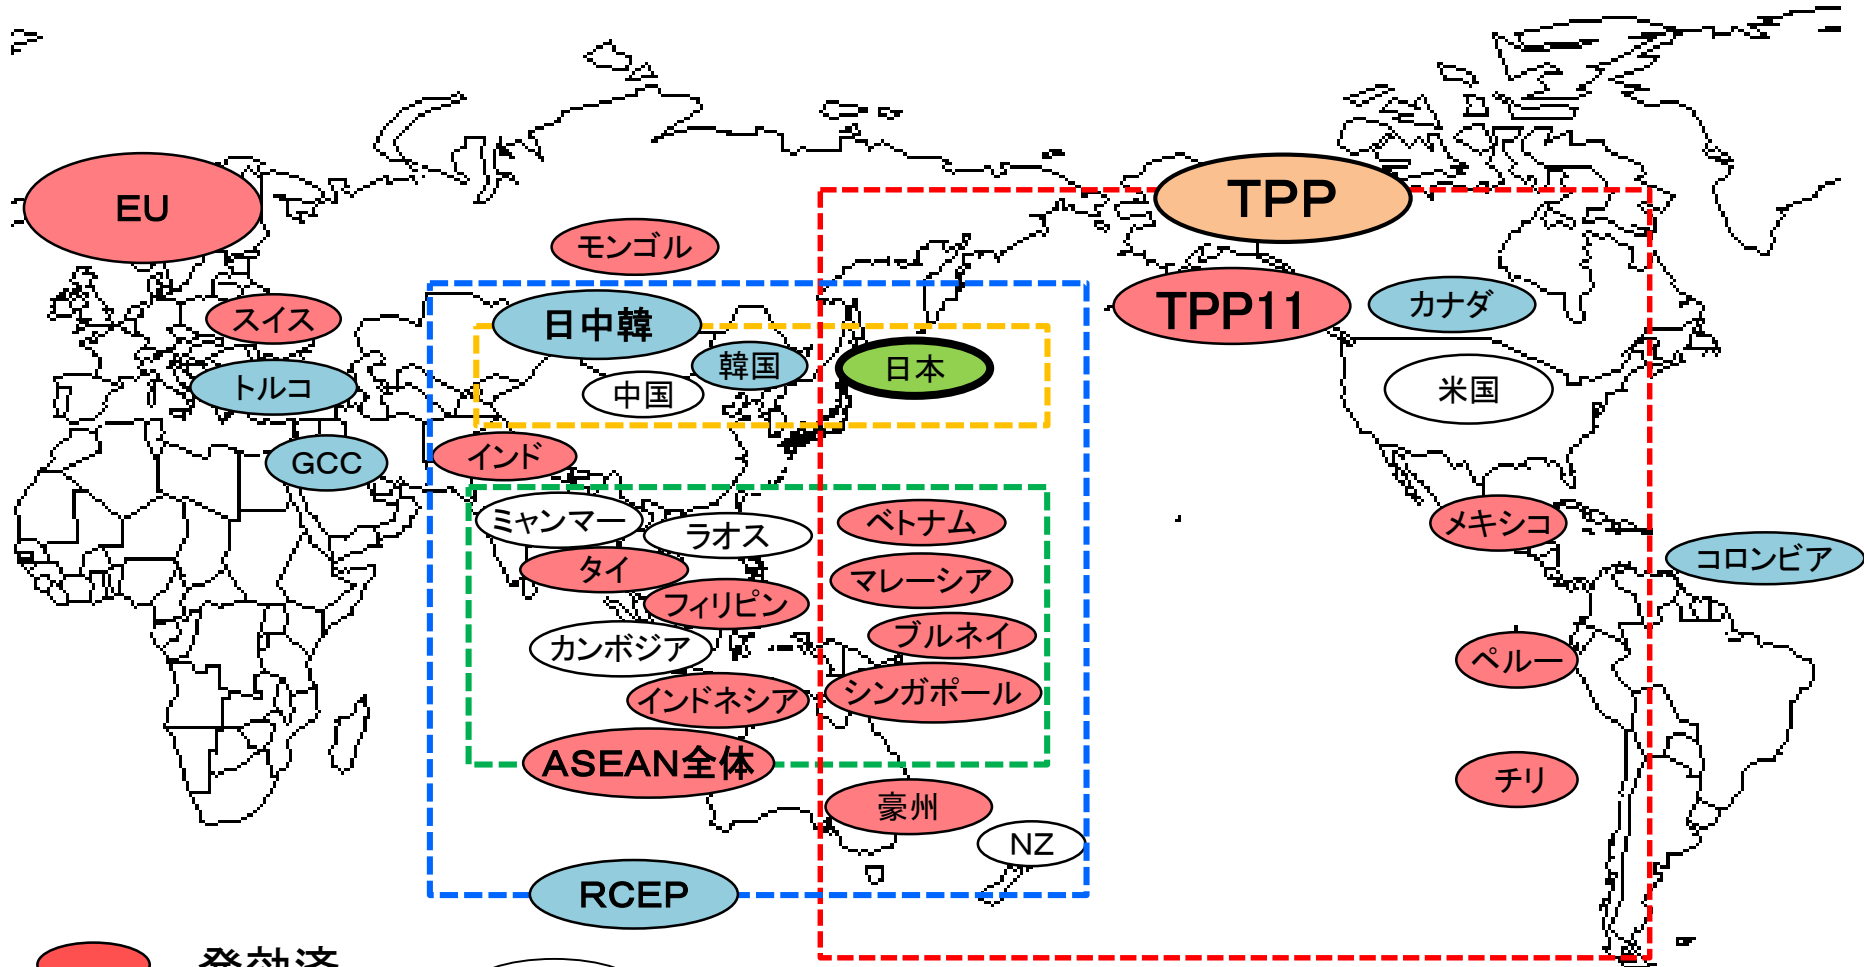 TPP
EU
モンゴル
TPP11
カナダ
スイス
日中韓
韓国
日本
トルコ
中国
米国
インド
GCC
ミャンマー
ラオス
ベトナム
メキシコ
コロンビア
タイ
マレーシア
フィリピン
ブルネイ
カンボジア
ペルー
インドネシア
シンガポール
ASEAN全体
チリ
豪州
NZ
RCEP
発効済